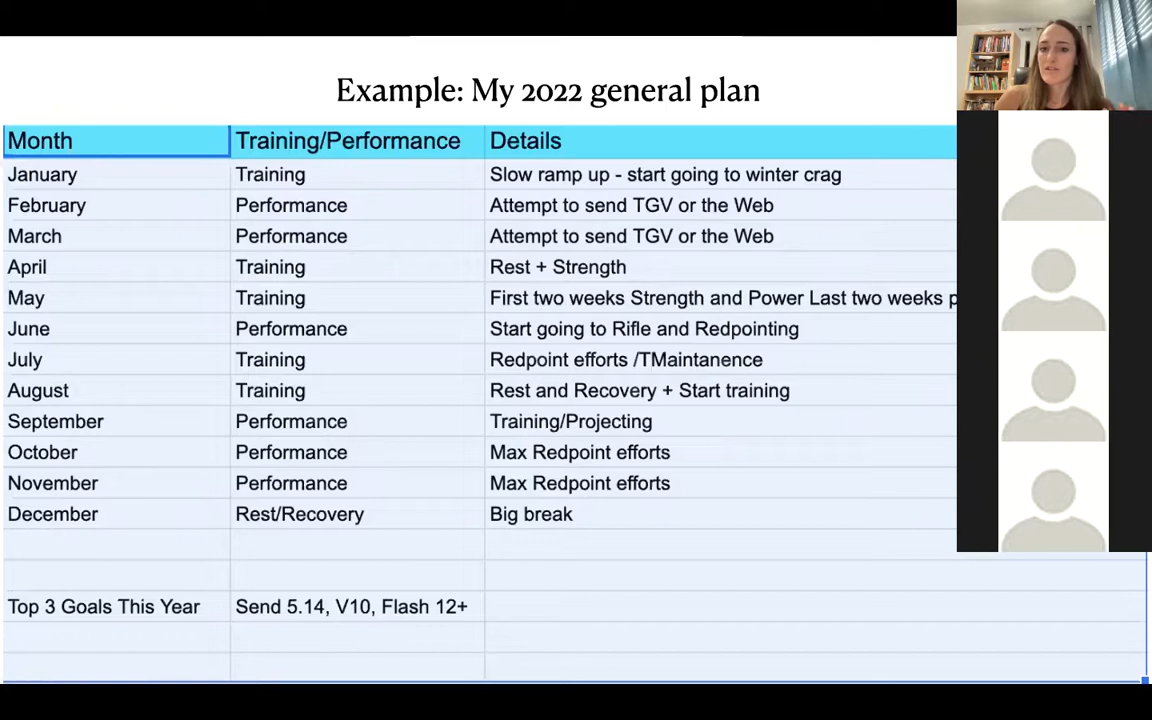 Example: My 2022 general plan
Month Training/Performance Details
January Training Slow ramp up - start going to winter crag
February Performance Attempt to send TGV or the Web
March Performance Attempt to send TGV or the Web
April Training Rest + Strength
May Training First two weeks Strength and Power Last two weeks p
June Performance Start going to Rifle and Redpointing
July Training Redpoint efforts /TMaintanence
August Training Rest and Recovery + Start training
September Performance Training/Projecting
October Performance Max Redpoint efforts
November Performance Max Redpoint efforts
December Rest/Recovery Big break
Top 3 Goals This Year Send 5.14, V10, Flash 12+